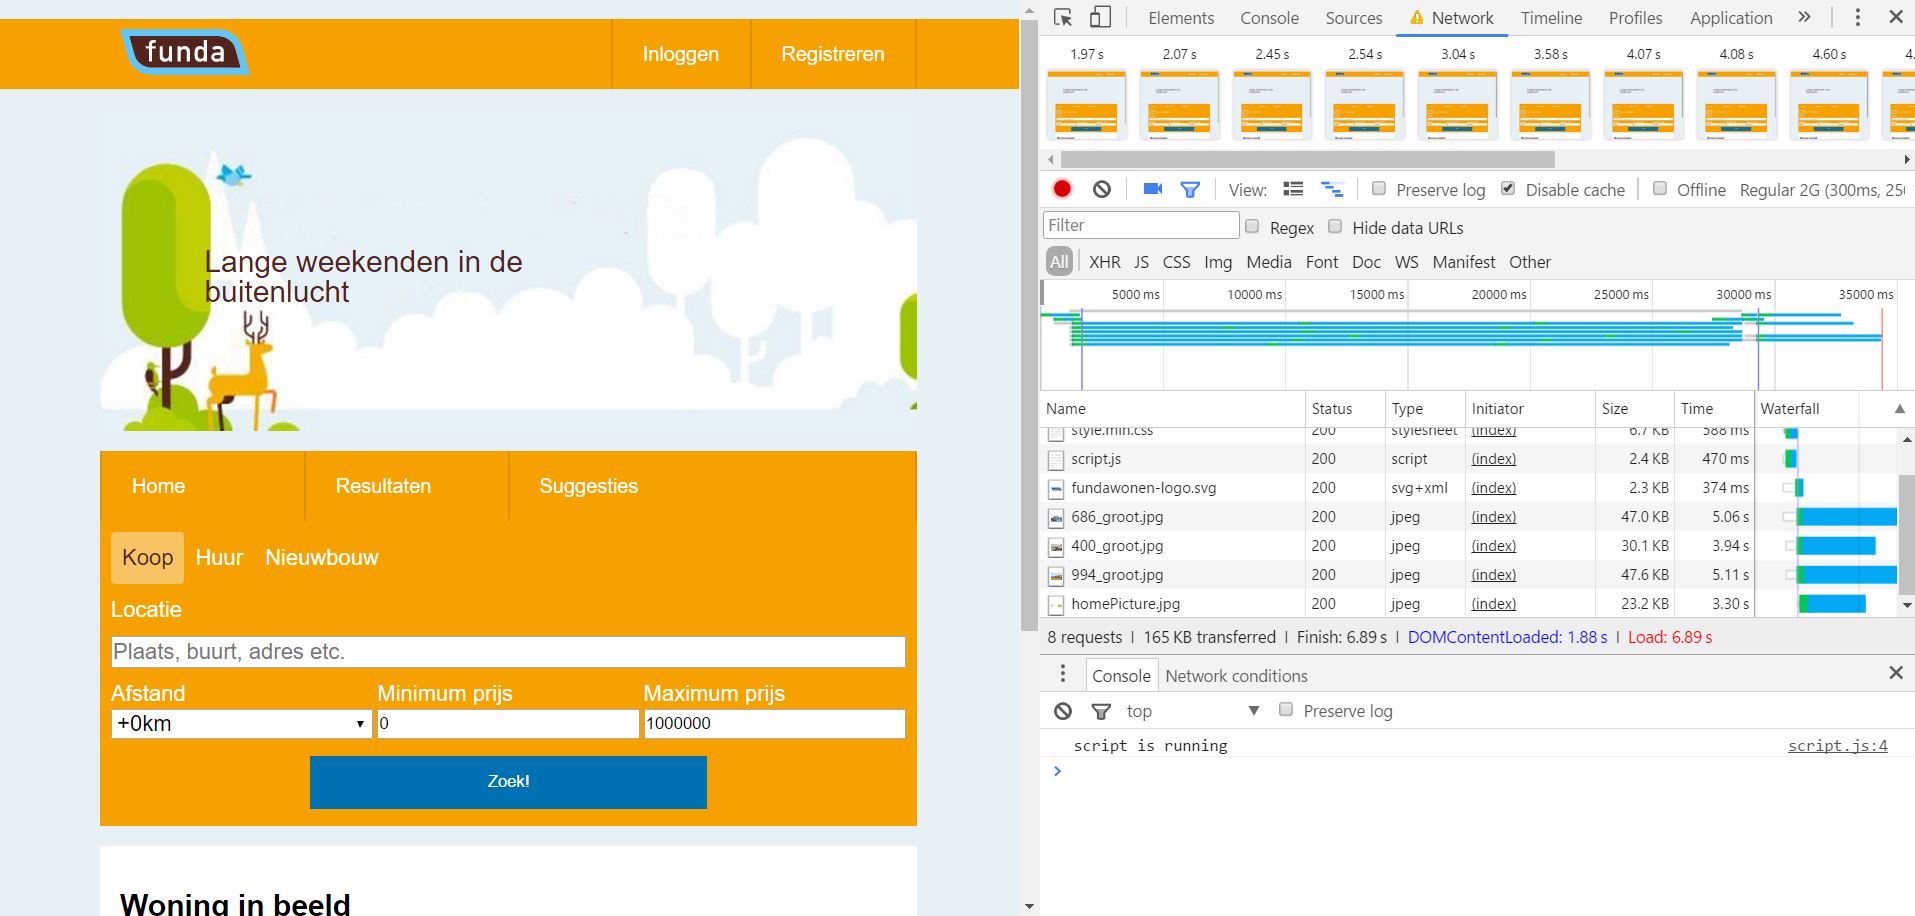 funda
Inloggen
Registreren
Lange weekenden in de
buitenlucht
Home
Resultaten
Suggesties
Koop
Huur
Nieuwbouw
Locatie
Plaats, buurt, adres etc.
Afstand
Minimum prijs
Maximum prijs
+0km
0
1000000
Zoek!
Woning in beeld
Elements
Console
Sources
Network
Timeline
Profiles
Application
1.97 s
2.07 s
2.45 s
2.54 s
3.04 s
3.58 s
4.07 s
4.08 s
4.60 s
4.
View:
Preserve log
Disable cache
Offline
Regular 2G (300ms, 25
Filter
Regex
Hide data URLs
All
XHR
JS
CSS
Img
Media
Font
Doc
WS
Manifest
Other
5000 ms
10000 ms
15000 ms
20000 ms
25000 ms
30000 ms
35000 ms
Name Status Type Initiator Size Time Waterfall
style.min.css 200 stylesheet (index) 6.7 KB 588 ms
script.js 200 script (index) 2.4 KB 470 ms
fundawonen-logo.svg 200 svg+xml (index) 2.3 KB 374 ms
686_groot.jpg 200 jpeg (index) 47.0 KB 5.06 s
400_groot.jpg 200 jpeg (index) 30.1 KB 3.94 s
994_groot.jpg 200 jpeg (index) 47.6 KB 5.11 s
homePicture.jpg 200 jpeg (index) 23.2 KB 3.30 s
8 requests | 165 KB transferred | Finish: 6.89 s | DOMContentLoaded: 1.88 s | Load: 6.89 s
Console
Network conditions
top
Preserve log
script is running script.js:4